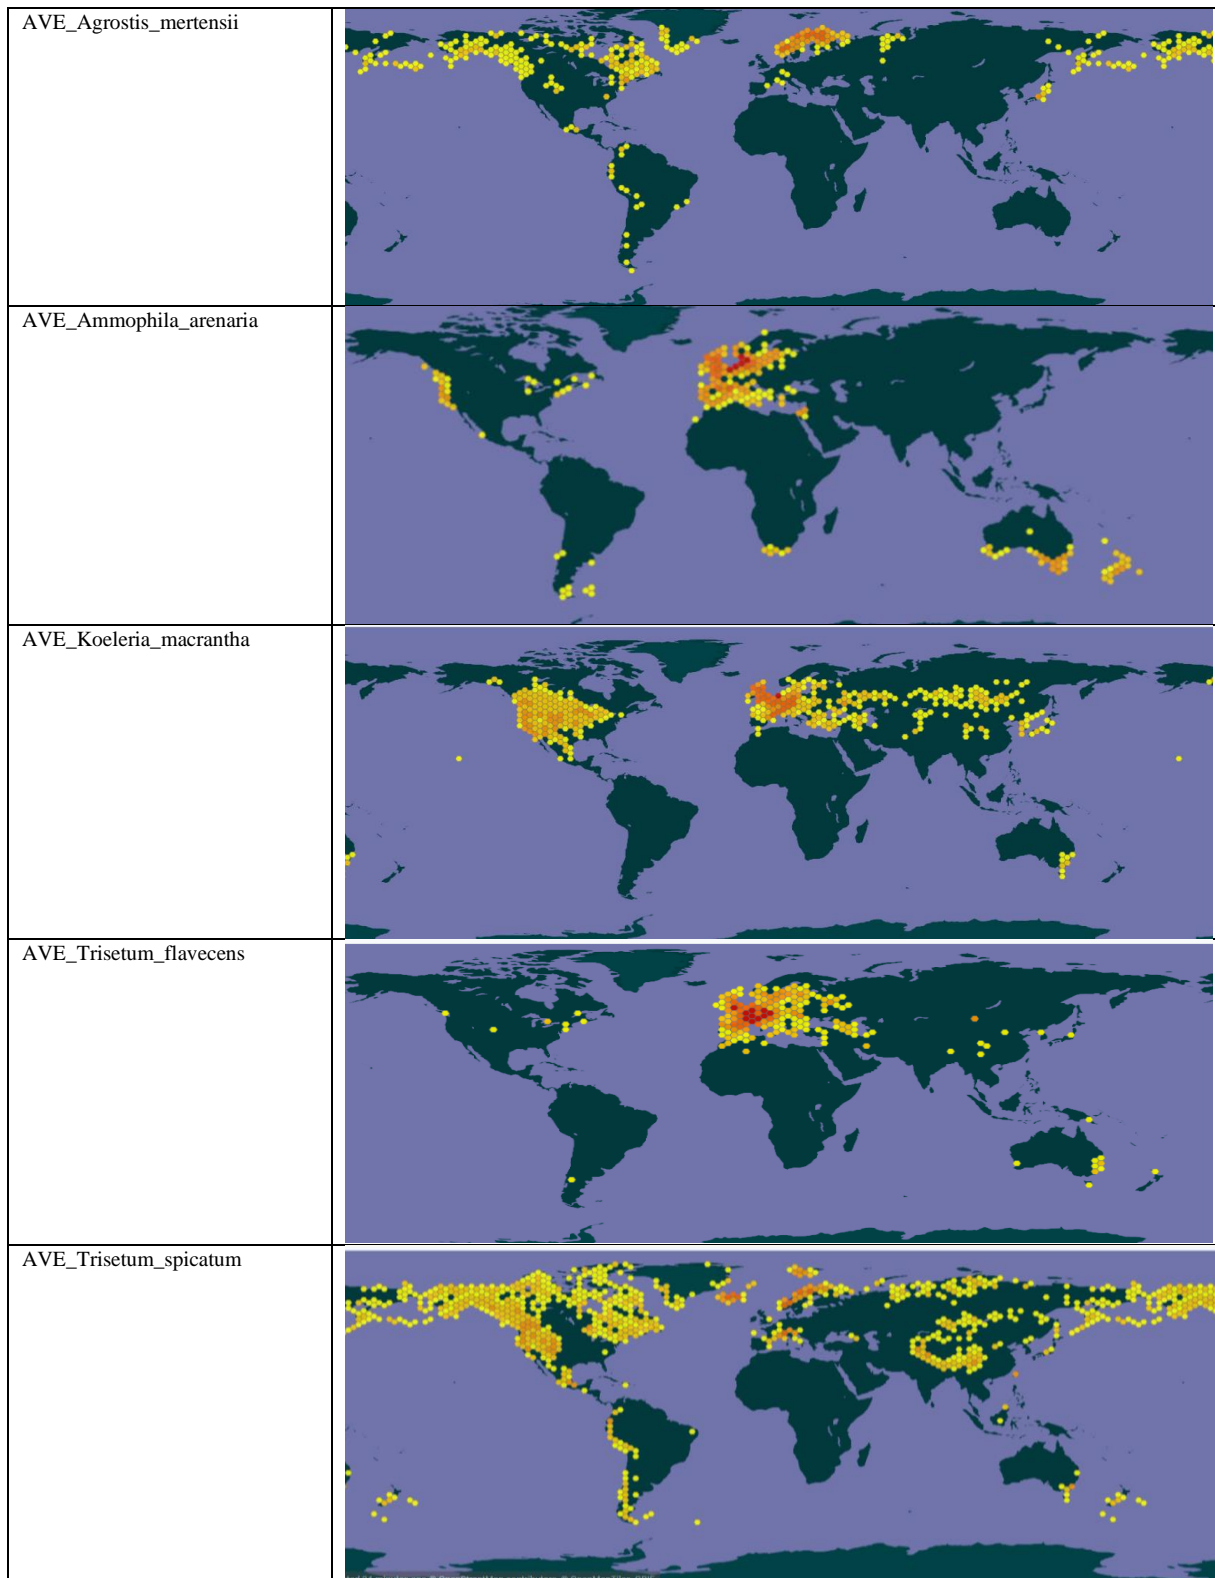 AVE_Agrostis_mertensii
AVE_Ammophila_arenaria
AVE_Koeleria_macrantha
AVE_Trisetum_flavecens
AVE_Trisetum_spicatum